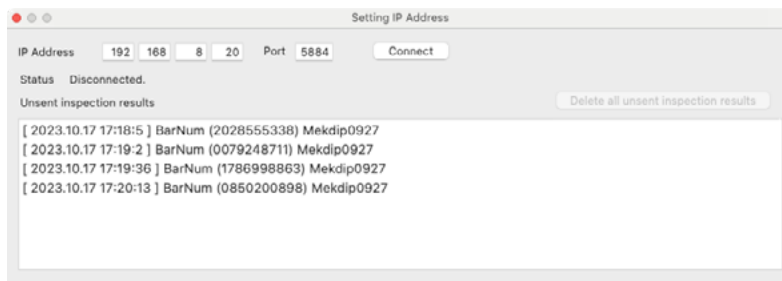 Setting IP Address
IP Address 192 168 8 20 Port 5884 Connect
Status Disconnected.
Unsent inspection results Delete all unsent inspection results
[ 2023.10.17 17:18:5 ] BarNum (2028555338) Mekdip0927
[ 2023.10.17 17:19:2 ] BarNum (0079248711) Mekdip0927
[ 2023.10.17 17:19:36 ] BarNum (1786998863) Mekdip0927
[ 2023.10.17 17:20:13 ] BarNum (0850200898) Mekdip0927